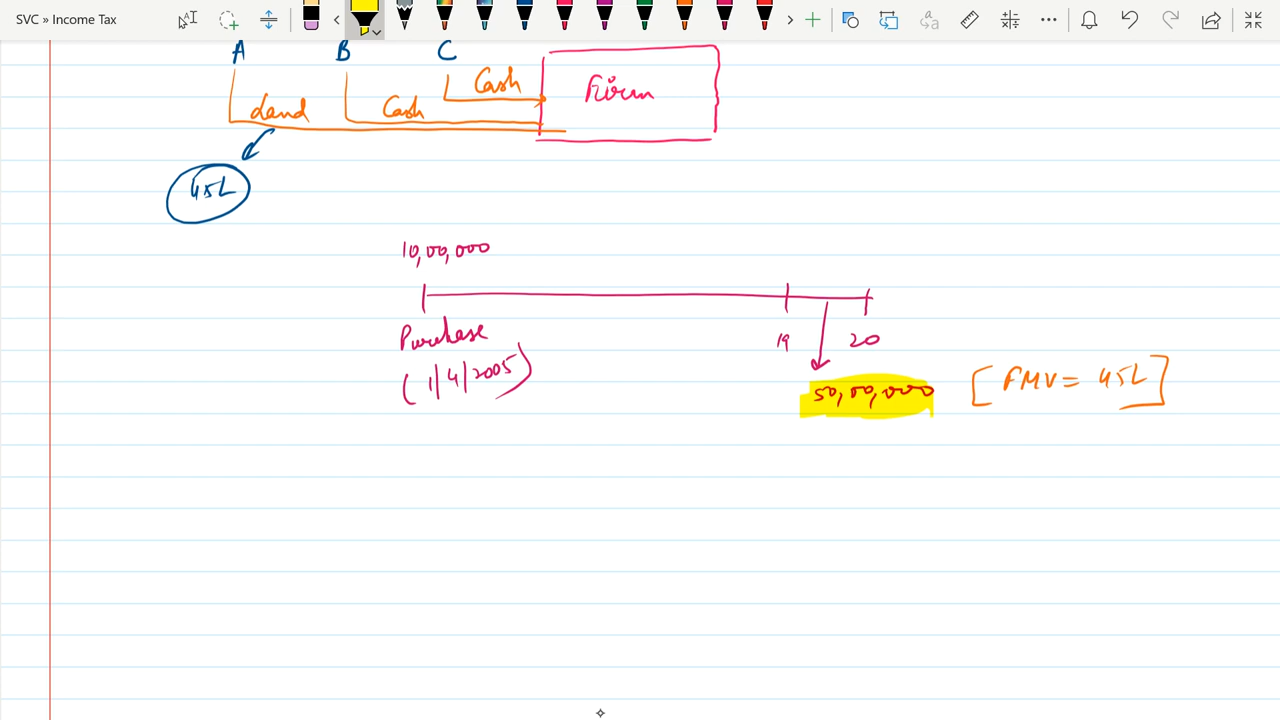 SVC » Income Tax
A B C
Land Cash Cash Firm
45L
10,00,000
Purchase 19 20
(1/4/2005)
50,00,000 [FMV = 45L]